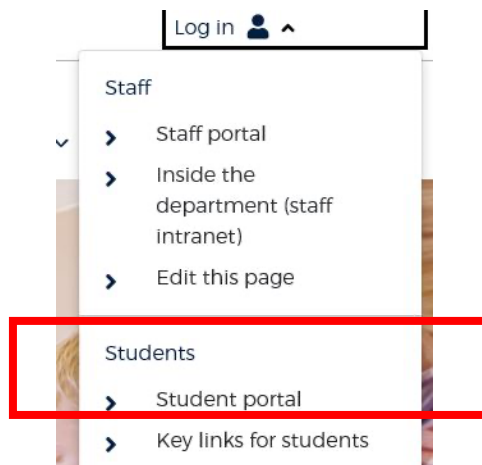 Log in
Staff
Staff portal
Inside the
department (staff
intranet)
Edit this page
Students
Student portal
Key links for students